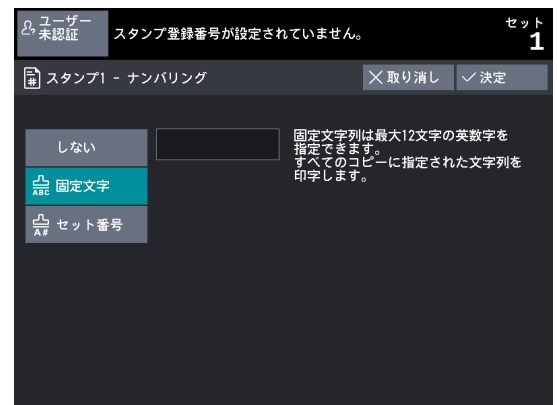 ユーザー
未認証
スタンプ登録番号が設定されていません。
セット
1
スタンプ1 - ナンバリング
取り消し
決定
しない
固定文字列は最大12文字の英数字を
指定できます。
すべてのコピーに指定された文字列を
印字します。
ABC 固定文字
A# セット番号